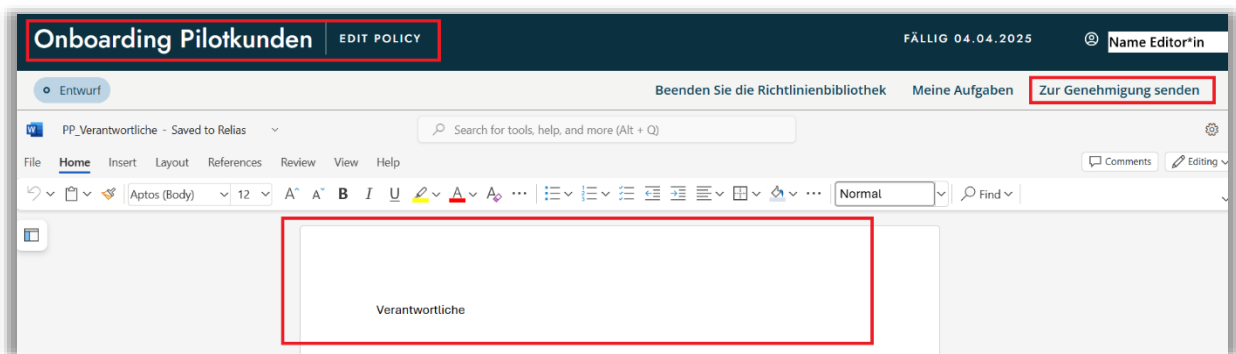 Onboarding Pilotkunden EDIT POLICY FÄLLIG 04.04.2025 Name Editor*in
Entwurf Beenden Sie die Richtlinienbibliothek Meine Aufgaben Zur Genehmigung senden
W PP_Verantwortliche - Saved to Relias Search for tools, help, and more (Alt + Q)
File Home Insert Layout References Review View Help Comments Editing
Aptos (Body) 12 A A B I U A A Normal Find
Verantwortliche